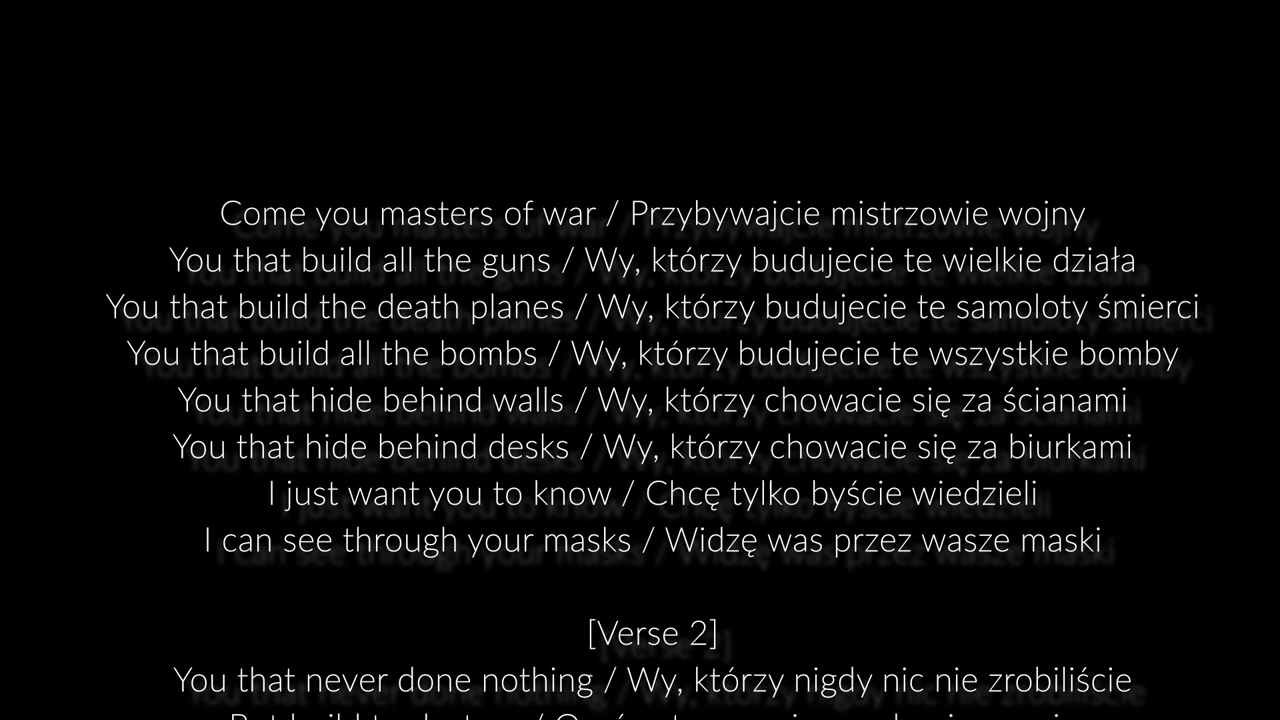 Come you masters of war / Przybywajcie mistrzowie wojny
You that build all the guns / Wy, którzy budujecie te wielkie działa
You that build the death planes / Wy, którzy budujecie te samoloty śmierci
You that build all the bombs / Wy, którzy budujecie te wszystkie bomby
You that hide behind walls / Wy, którzy chowacie się za ścianami
You that hide behind desks / Wy, którzy chowacie się za biurkami
I just want you to know / Chcę tylko byście wiedzieli
I can see through your masks / Widzę was przez wasze maski
[Verse 2]
You that never done nothing / Wy, którzy nigdy nic nie zrobiliście